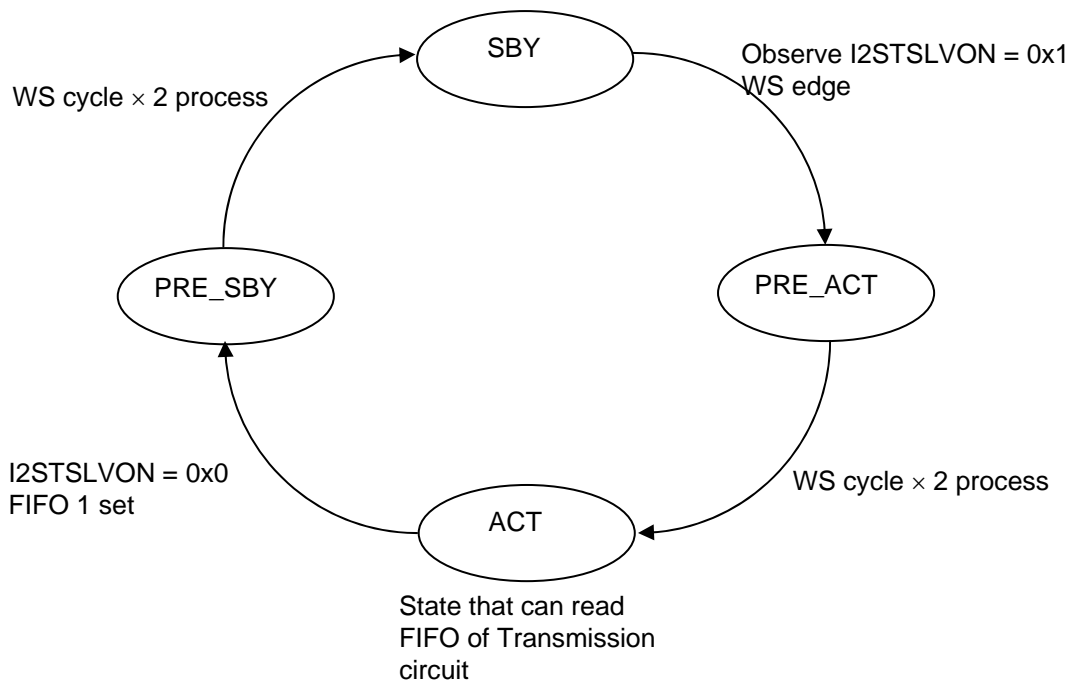 SBY
Observe I2STSLVON = 0x1
WS edge
WS cycle × 2 process
PRE_SBY
PRE_ACT
I2STSLVON = 0x0
FIFO 1 set
WS cycle × 2 process
ACT
State that can read
FIFO of Transmission
circuit